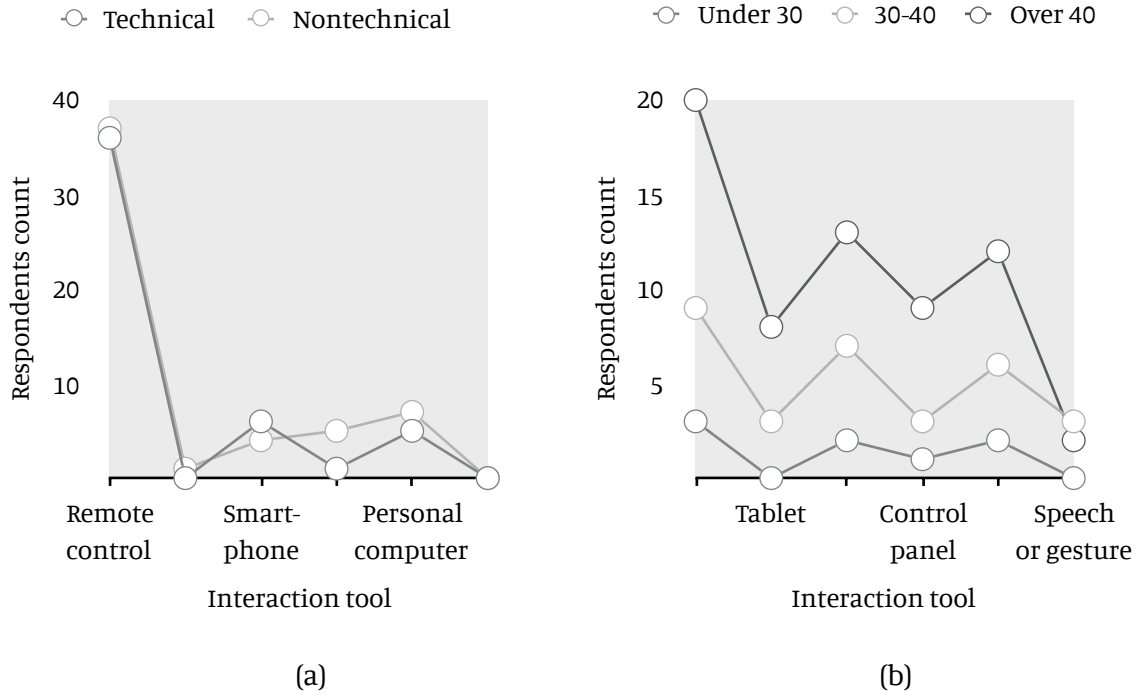 Technical Nontechnical
Respondents count
40
30
20
10
Remote control
Smart-phone
Personal computer
Interaction tool
(a)
Under 30 30-40 Over 40
Respondents count
20
15
10
5
Tablet
Control panel
Speech or gesture
Interaction tool
(b)